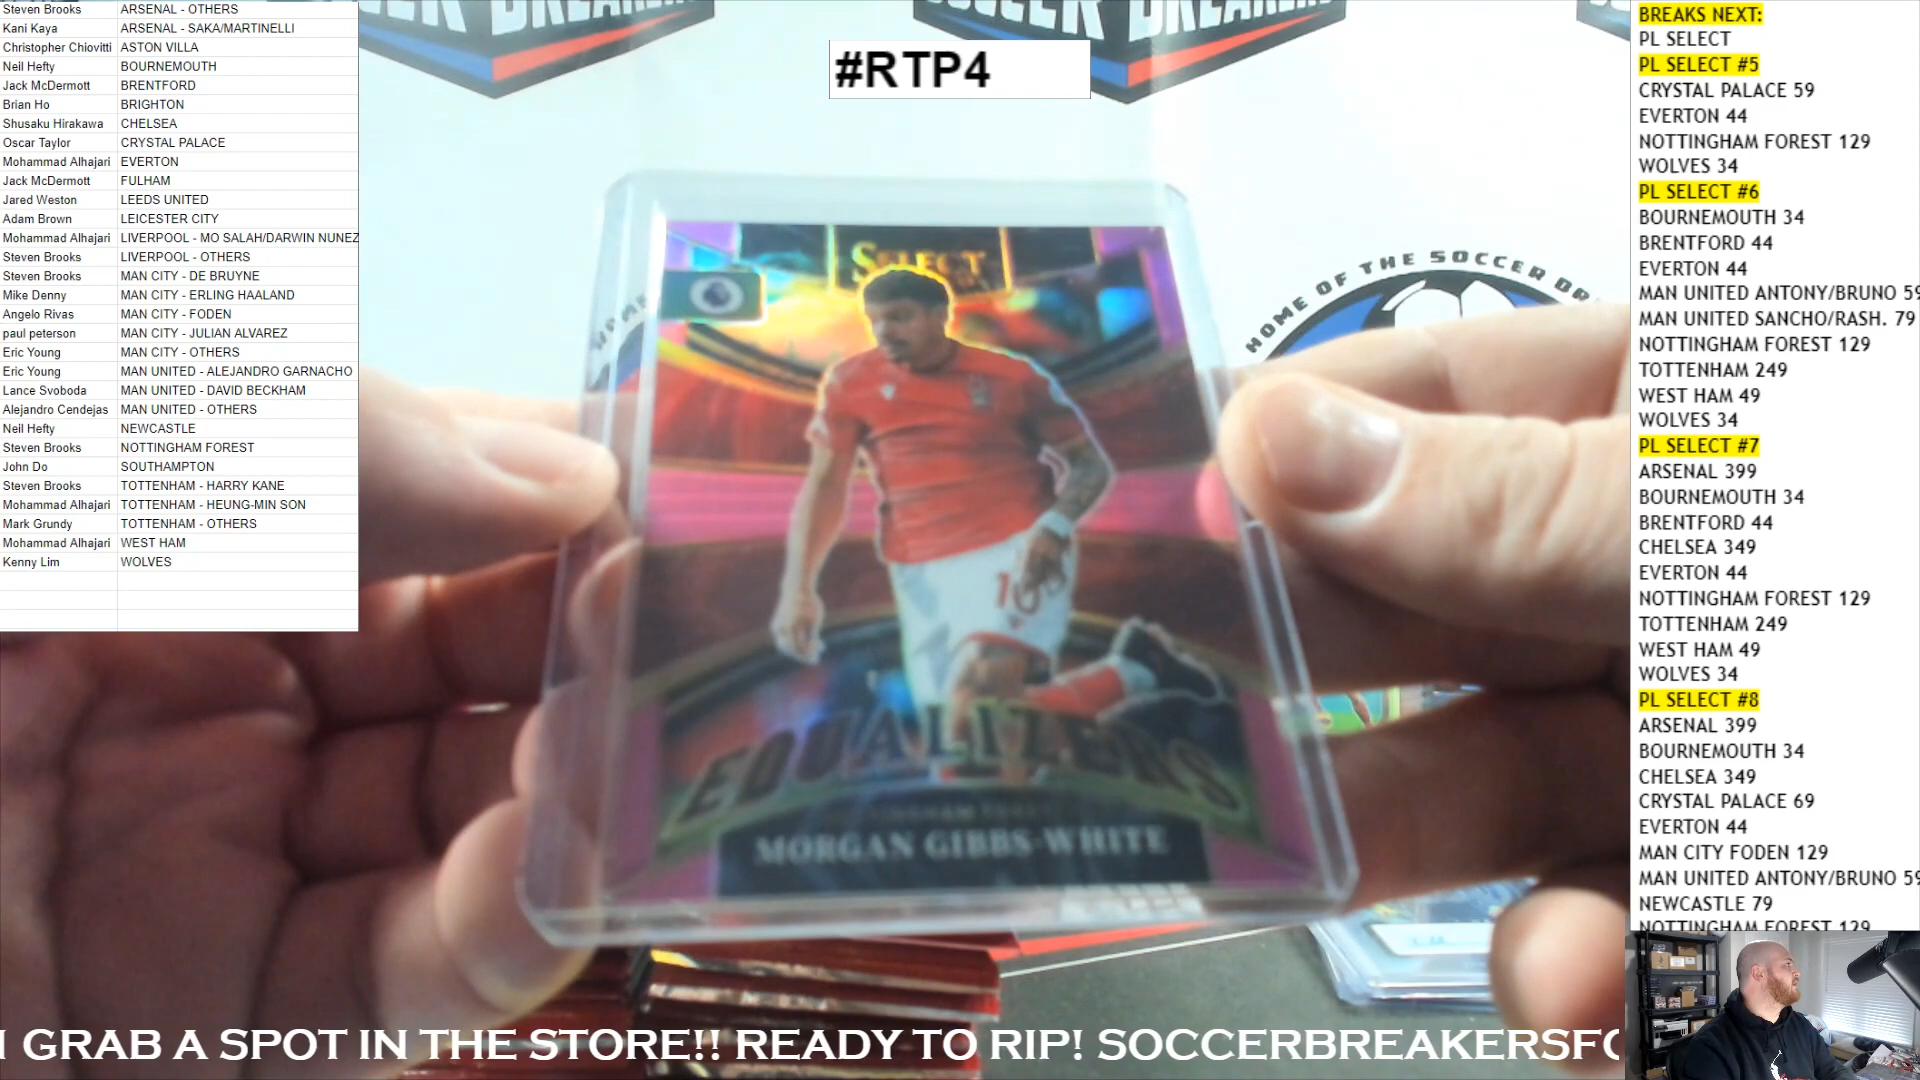 Steven Brooks ARSENAL - OTHERS
Kani Kaya ARSENAL - SAKA/MARTINELLI
Christopher Chiovitti ASTON VILLA
Neil Hefty BOURNEMOUTH
Jack McDermott BRENTFORD
Brian Ho BRIGHTON
Shusaku Hirakawa CHELSEA
Oscar Taylor CRYSTAL PALACE
Mohammad Alhajari EVERTON
Jack McDermott FULHAM
Jared Weston LEEDS UNITED
Adam Brown LEICESTER CITY
Mohammad Alhajari LIVERPOOL - MO SALAH/DARWIN NUNEZ
Steven Brooks LIVERPOOL - OTHERS
Steven Brooks MAN CITY - DE BRUYNE
Mike Denny MAN CITY - ERLING HAALAND
Angelo Rivas MAN CITY - FODEN
paul peterson MAN CITY - JULIAN ALVAREZ
Eric Young MAN CITY - OTHERS
Eric Young MAN UNITED - ALEJANDRO GARNACHO
Lance Svoboda MAN UNITED - DAVID BECKHAM
Alejandro Cendejas MAN UNITED - OTHERS
Neil Hefty NEWCASTLE
Steven Brooks NOTTINGHAM FOREST
John Do SOUTHAMPTON
Steven Brooks TOTTENHAM - HARRY KANE
Mohammad Alhajari TOTTENHAM - HEUNG-MIN SON
Mark Grundy TOTTENHAM - OTHERS
Mohammad Alhajari WEST HAM
Kenny Lim WOLVES
SOCCER BREAKERS
#RTP4
HOME OF THE SOCCER
SELECT
10
EQUALIZERS
MORGAN GIBBS-WHITE
BREAKS NEXT:
PL SELECT
PL SELECT #5
CRYSTAL PALACE 59
EVERTON 44
NOTTINGHAM FOREST 129
WOLVES 34
PL SELECT #6
BOURNEMOUTH 34
BRENTFORD 44
EVERTON 44
MAN UNITED ANTONY/BRUNO 59
MAN UNITED SANCHO/RASH. 79
NOTTINGHAM FOREST 129
TOTTENHAM 249
WEST HAM 49
WOLVES 34
PL SELECT #7
ARSENAL 399
BOURNEMOUTH 34
BRENTFORD 44
CHELSEA 349
EVERTON 44
NOTTINGHAM FOREST 129
TOTTENHAM 249
WEST HAM 49
WOLVES 34
PL SELECT #8
ARSENAL 399
BOURNEMOUTH 34
CHELSEA 349
CRYSTAL PALACE 69
EVERTON 44
MAN CITY FODEN 129
MAN UNITED ANTONY/BRUNO 59
NEWCASTLE 79
NOTTINGHAM FOREST 129
GRAB A SPOT IN THE STORE!! READY TO RIP! SOCCERBREAKERSFO